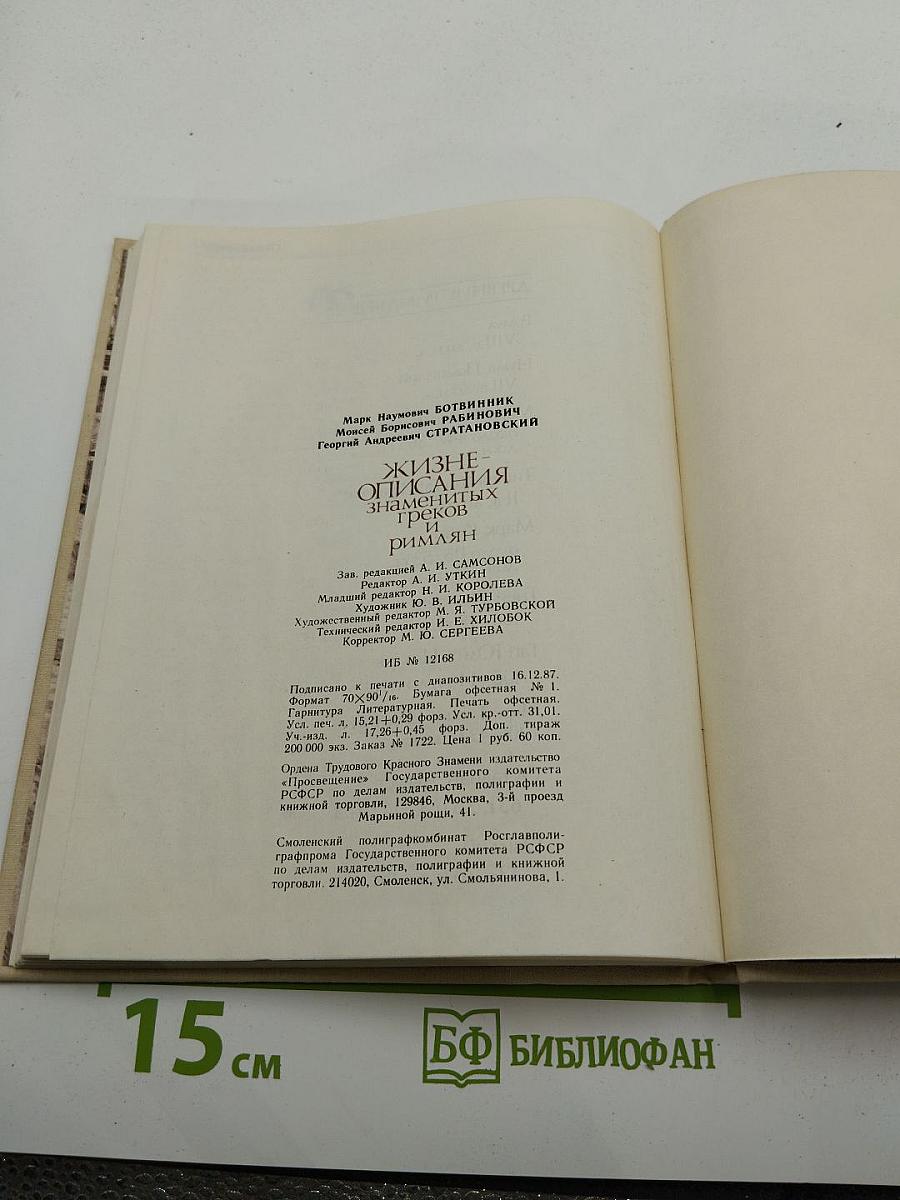 Марк Наумович БОТВИННИК
Моисей Борисович РАБИНОВИЧ
Георгий Андреевич СТРАТАНОВСКИЙ
ЖИЗНЕ-
ОПИСАНИЯ
знаменитых
греков
и
римлян
Зав. редакцией А. И. САМСОНОВ
Редактор А. И. УТКИН
Младший редактор Н. И. КОРОЛЕВА
Художник Ю. В. ИЛЬИН
Художественный редактор М. Я. ТУРБОВСКОЙ
Технический редактор И. Е. ХИЛОБОК
Корректор М. Ю. СЕРГЕЕВА
ИБ № 12168
Подписано к печати с диапозитивов 16.12.87.
Формат 70×90¹/₁₆. Бумага офсетная № 1.
Гарнитура Литературная. Печать офсетная.
Усл. печ. л. 15,21+0,29 форз. Усл. кр.-отт. 31,01.
Уч.-изд. л. 17,26+0,45 форз. Доп. тираж
200 000 экз. Заказ № 1722. Цена 1 руб. 60 коп.
Ордена Трудового Красного Знамени издательство
«Просвещение» Государственного комитета
РСФСР по делам издательств, полиграфии и
книжной торговли, 129846, Москва, 3-й проезд
Марьиной рощи, 41.
Смоленский полиграфкомбинат Росглавполи-
графпрома Государственного комитета РСФСР
по делам издательств, полиграфии и книжной
торговли. 214020, Смоленск, ул. Смольянинова, 1.
15 см
БФ БИБЛИОФАН